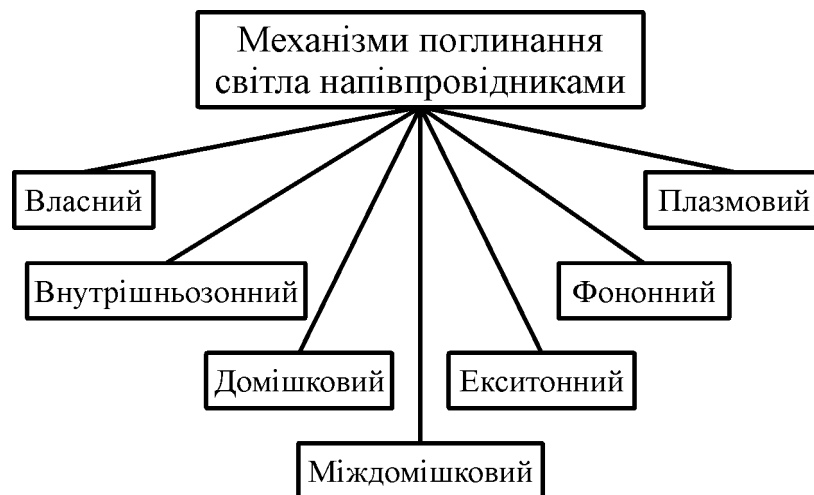 Механізми поглинання
світла напівпровідниками
Власний
Плазмовий
Внутрішньозонний
Фононний
Домішковий
Екситонний
Міждомішковий